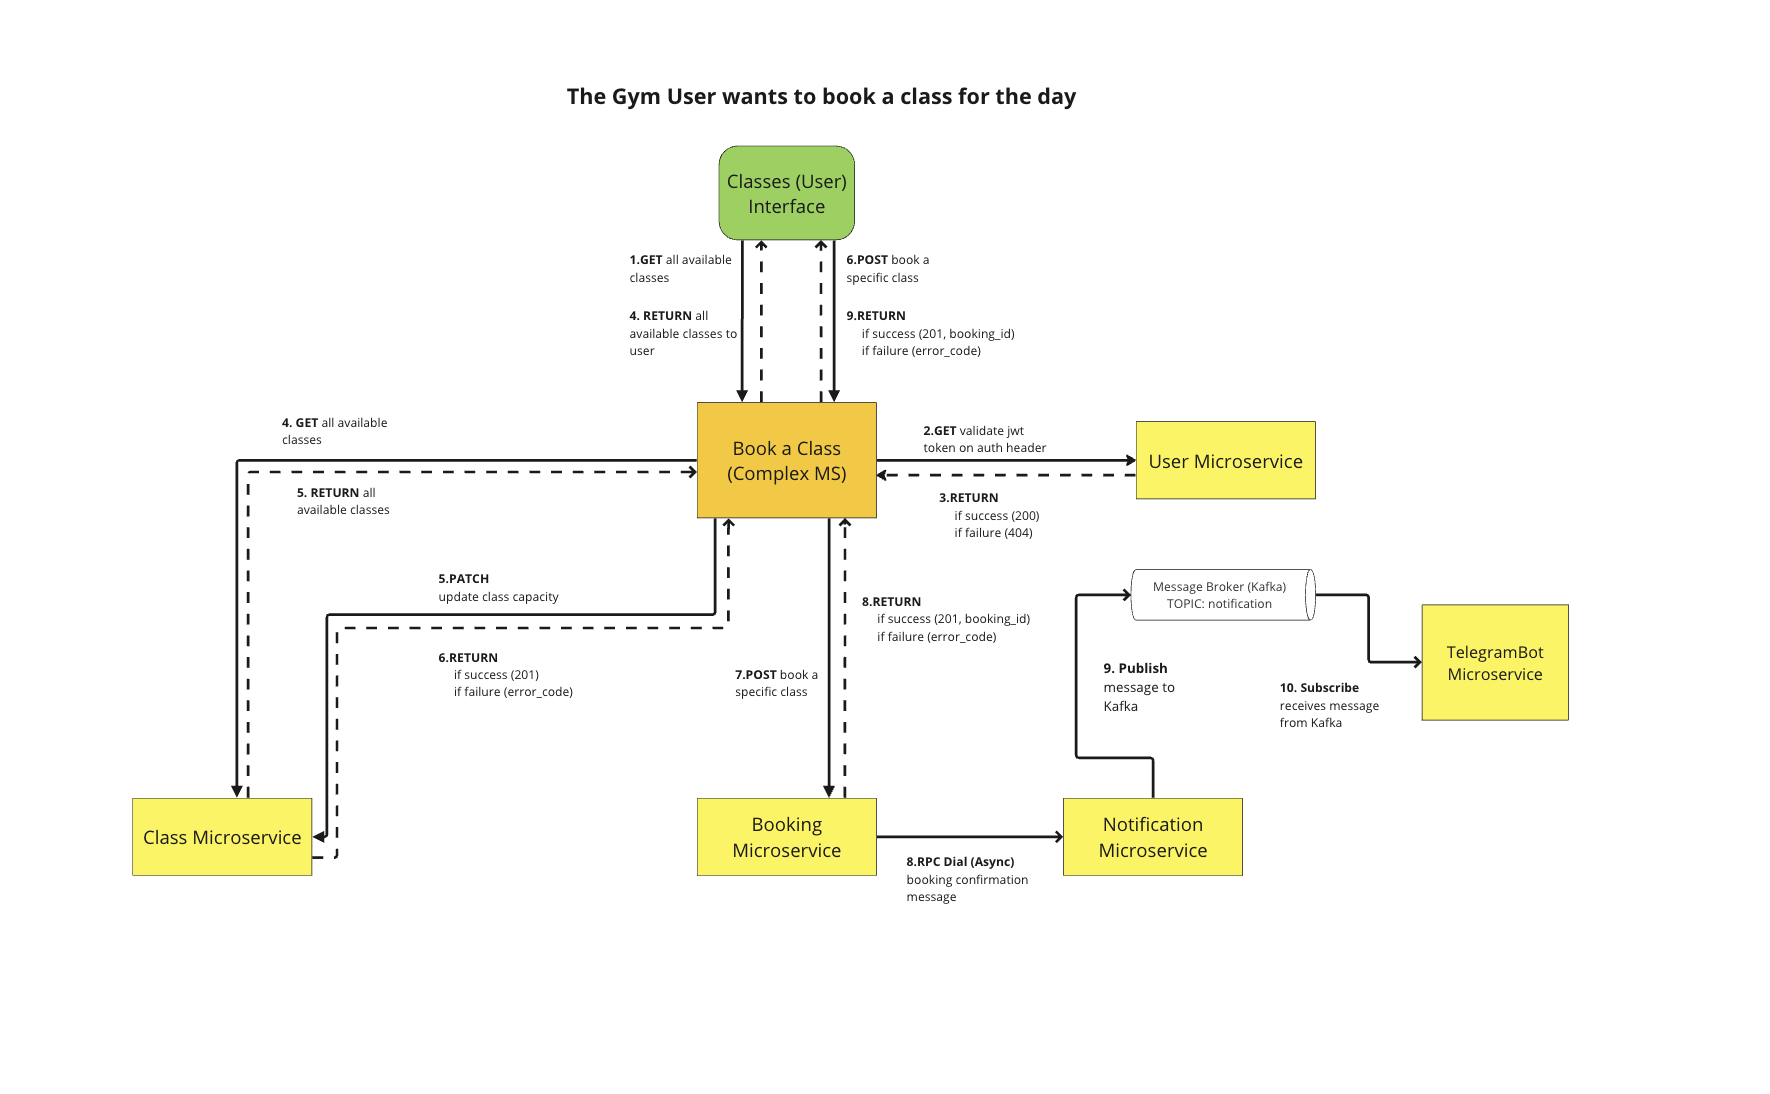 The Gym User wants to book a class for the day
Classes (User)
Interface
1.GET all available
classes
6.POST book a
specific class
4. RETURN all
available classes to
user
9.RETURN
if success (201, booking_id)
if failure (error_code)
4. GET all available
classes
Book a Class
(Complex MS)
2.GET validate jwt
token on auth header
User Microservice
5. RETURN all
available classes
3.RETURN
if success (200)
if failure (404)
5.PATCH
update class capacity
Message Broker (Kafka)
TOPIC: notification
8.RETURN
if success (201, booking_id)
if failure (error_code)
TelegramBot
Microservice
6.RETURN
if success (201)
if failure (error_code)
7.POST book a
specific class
9. Publish
message to
Kafka
10. Subscribe
receives message
from Kafka
Class Microservice
Booking
Microservice
Notification
Microservice
8.RPC Dial (Async)
booking confirmation
message